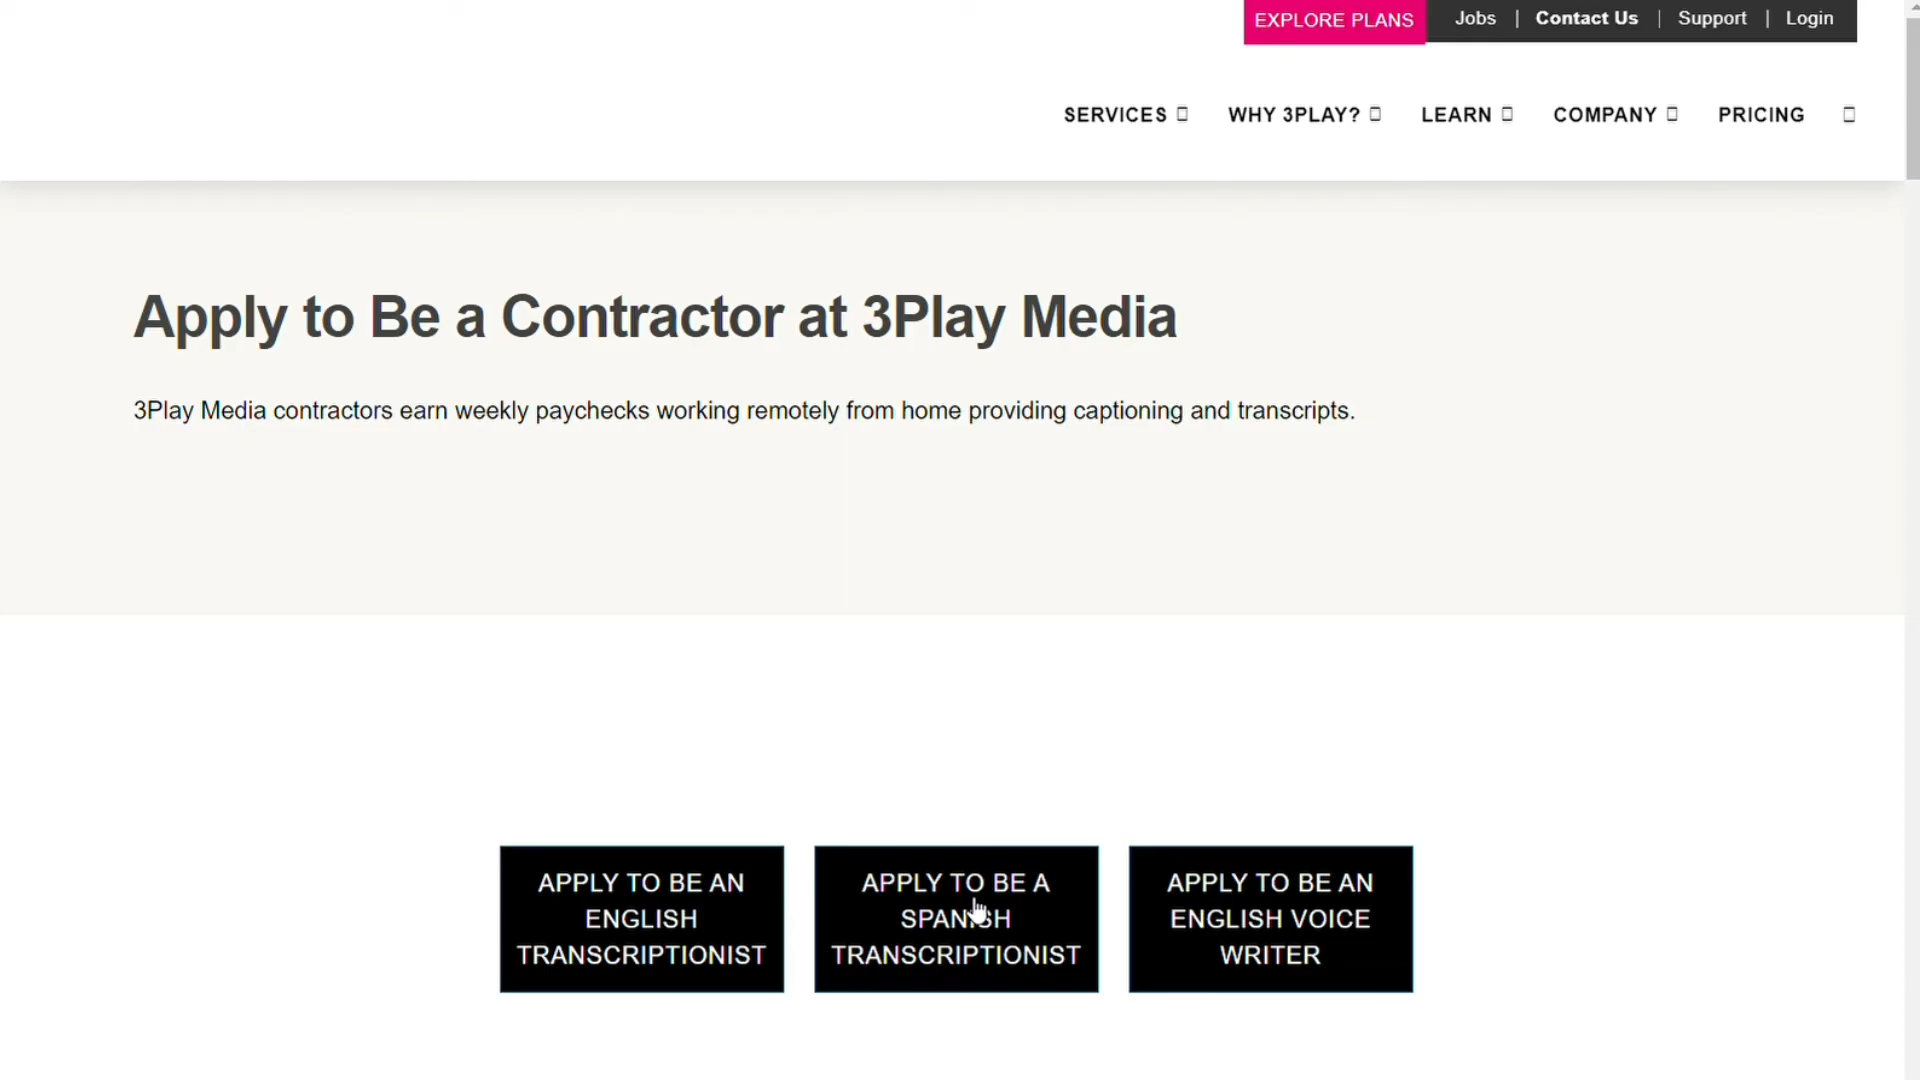 EXPLORE PLANS
Jobs | Contact Us | Support | Login
SERVICES WHY 3PLAY? LEARN COMPANY PRICING
Apply to Be a Contractor at 3Play Media
3Play Media contractors earn weekly paychecks working remotely from home providing captioning and transcripts.
APPLY TO BE AN
ENGLISH
TRANSCRIPTIONIST
APPLY TO BE A
SPANISH
TRANSCRIPTIONIST
APPLY TO BE AN
ENGLISH VOICE
WRITER